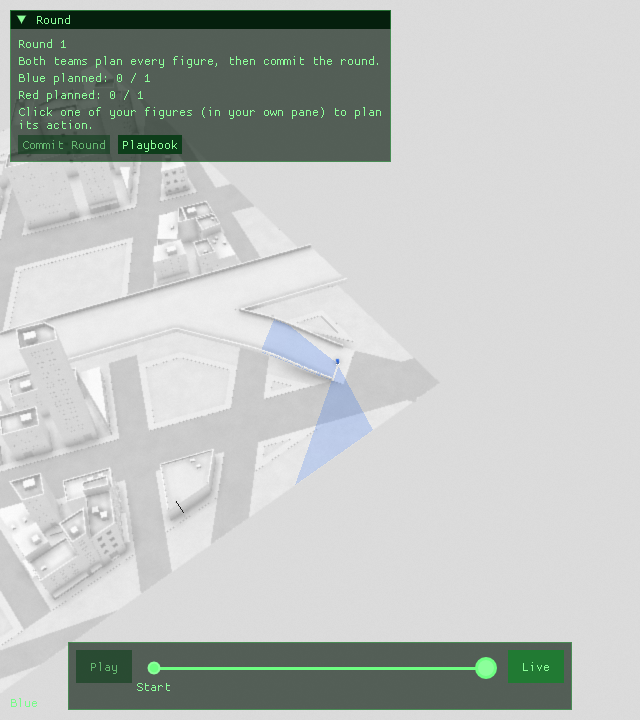 Round
Round 1
Both teams plan every figure, then commit the round.
Blue planned: 0 / 1
Red planned: 0 / 1
Click one of your figures (in your own pane) to plan
its action.
Commit Round
Playbook
Play
Start
Live
Blue